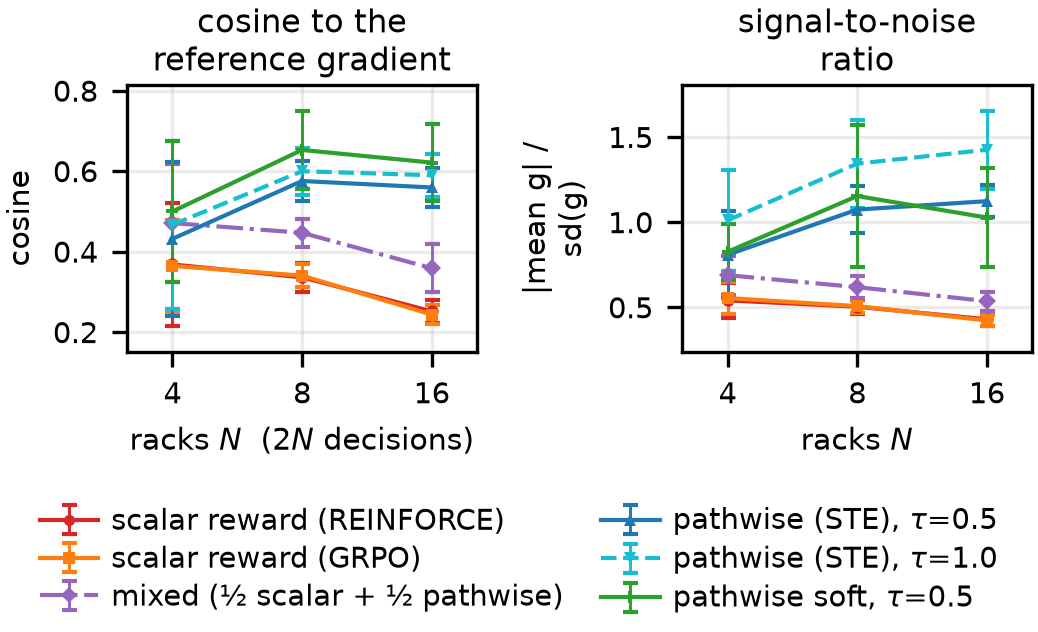 cosine to the
reference gradient
0.8
0.6
0.4
0.2
cosine
4
8
16
racks N (2N decisions)
signal-to-noise
ratio
1.5
1.0
0.5
|mean g| /
sd(g)
4
8
16
racks N
scalar reward (REINFORCE)
scalar reward (GRPO)
mixed (½ scalar + ½ pathwise)
pathwise (STE), τ=0.5
pathwise (STE), τ=1.0
pathwise soft, τ=0.5